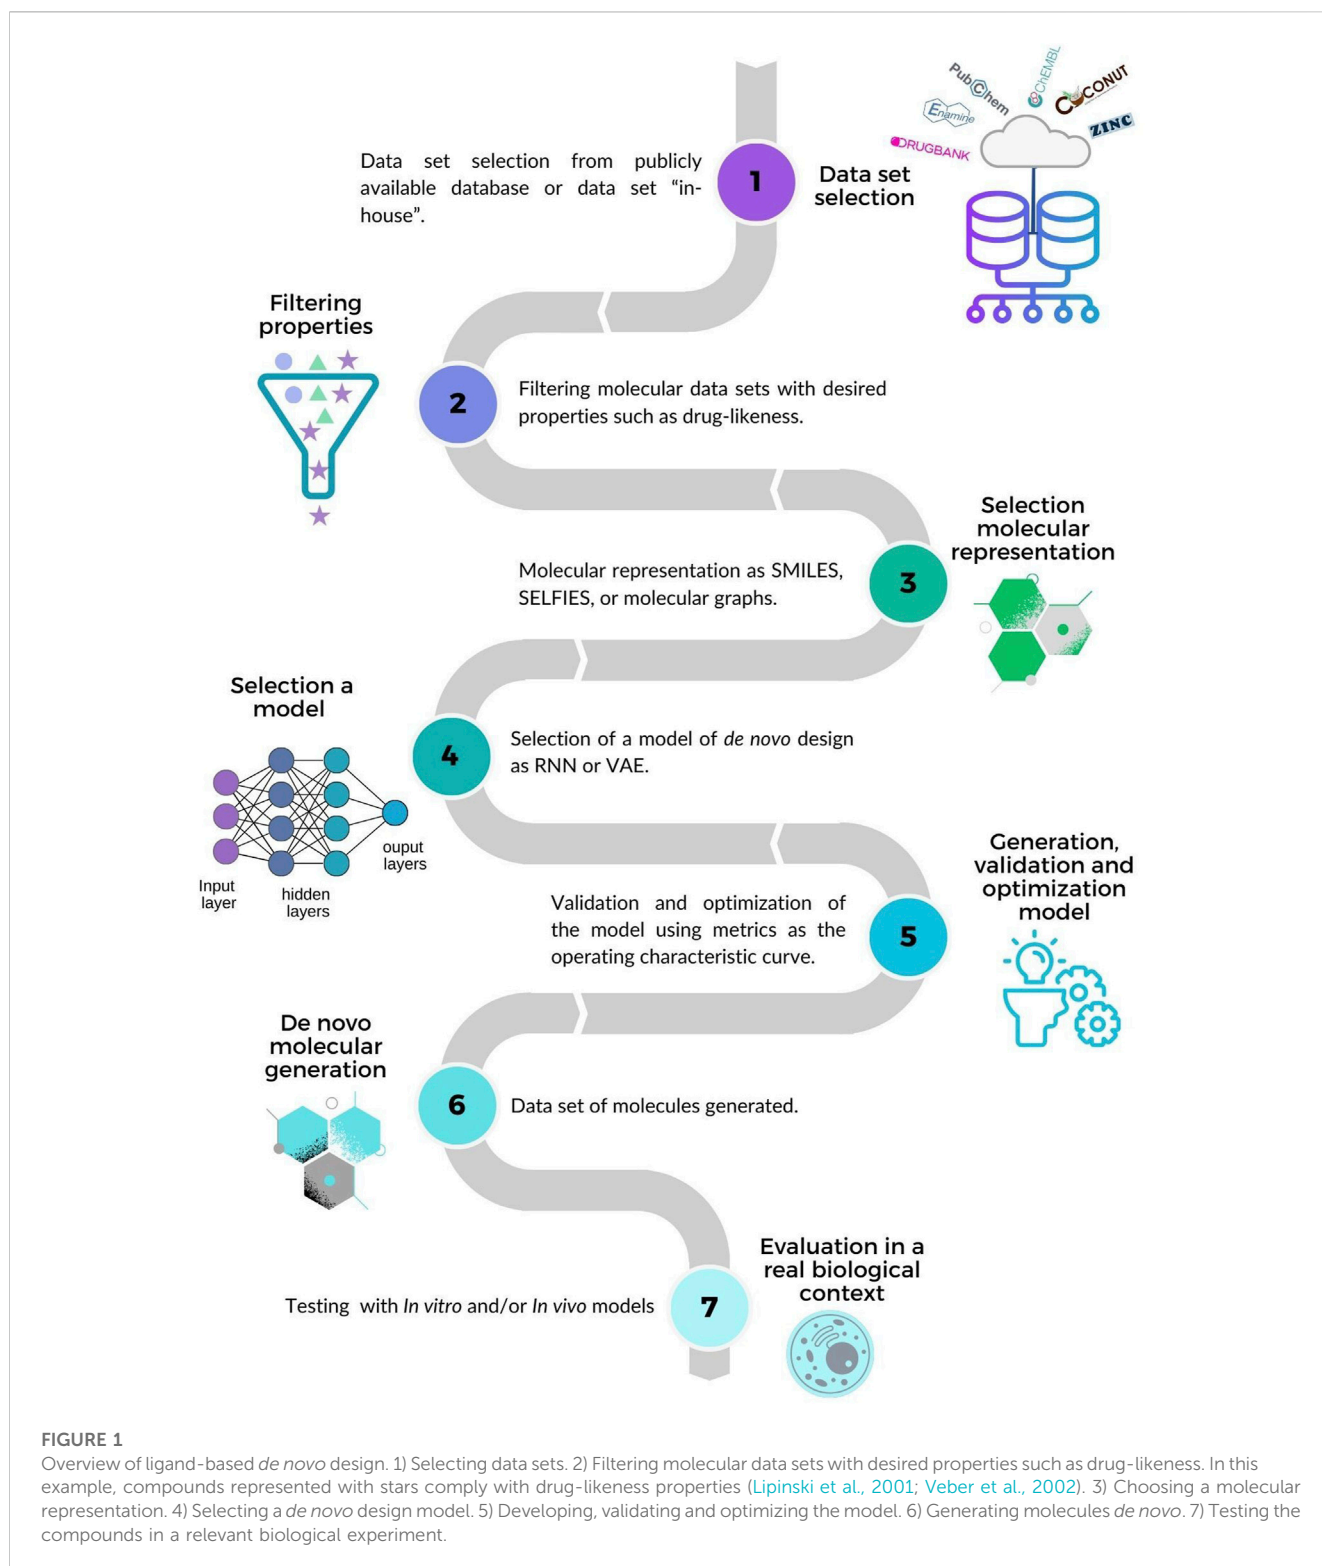 PubChem
ChEMBL
COCONUT
Enamine
ZINC
DRUGBANK
Data set selection from publicly
available database or data set “in-
house”.
1
Data set
selection
Filtering
properties
2
Filtering molecular data sets with desired
properties such as drug-likeness.
Selection
molecular
representation
Molecular representation as SMILES,
SELFIES, or molecular graphs.
3
Selection a
model
4
Selection of a model of de novo design
as RNN or VAE.
Input
layer
hidden
layers
ouput
layers
Generation,
validation and
optimization
model
Validation and optimization of
the model using metrics as the
operating characteristic curve.
5
De novo
molecular
generation
6
Data set of molecules generated.
Evaluation in a
real biological
context
Testing with In vitro and/or In vivo models
7
FIGURE 1
Overview of ligand-based de novo design. 1) Selecting data sets. 2) Filtering molecular data sets with desired properties such as drug-likeness. In this
example, compounds represented with stars comply with drug-likeness properties (Lipinski et al., 2001; Veber et al., 2002). 3) Choosing a molecular
representation. 4) Selecting a de novo design model. 5) Developing, validating and optimizing the model. 6) Generating molecules de novo. 7) Testing the
compounds in a relevant biological experiment.